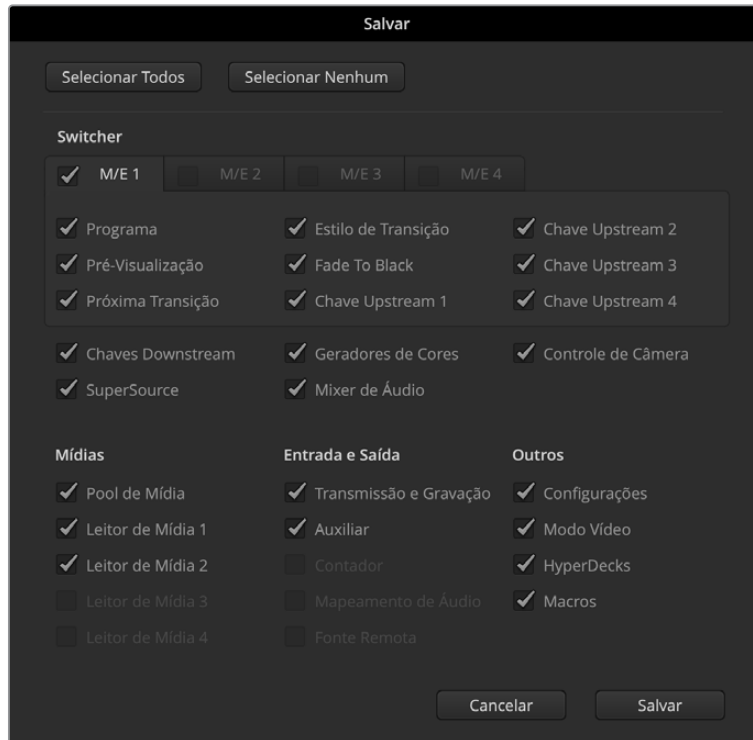 Salvar
Selecionar Todos Selecionar Nenhum
Switcher
M/E 1 M/E 2 M/E 3 M/E 4
Programa Estilo de Transição Chave Upstream 2
Pré-Visualização Fade To Black Chave Upstream 3
Próxima Transição Chave Upstream 1 Chave Upstream 4
Chaves Downstream Geradores de Cores Controle de Câmera
SuperSource Mixer de Áudio
Mídias Entrada e Saída Outros
Pool de Mídia Transmissão e Gravação Configurações
Leitor de Mídia 1 Auxiliar Modo Vídeo
Leitor de Mídia 2 Contador HyperDecks
Leitor de Mídia 3 Mapeamento de Áudio Macros
Leitor de Mídia 4 Fonte Remota
Cancelar Salvar